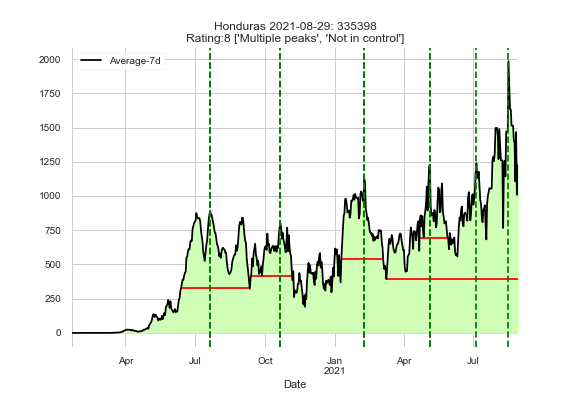 Honduras 2021-08-29: 335398
Rating:8 ['Multiple peaks', 'Not in control']
Average-7d
2000
1750
1500
1250
1000
750
500
250
0
Apr Jul Oct Jan Apr Jul
2021
Date